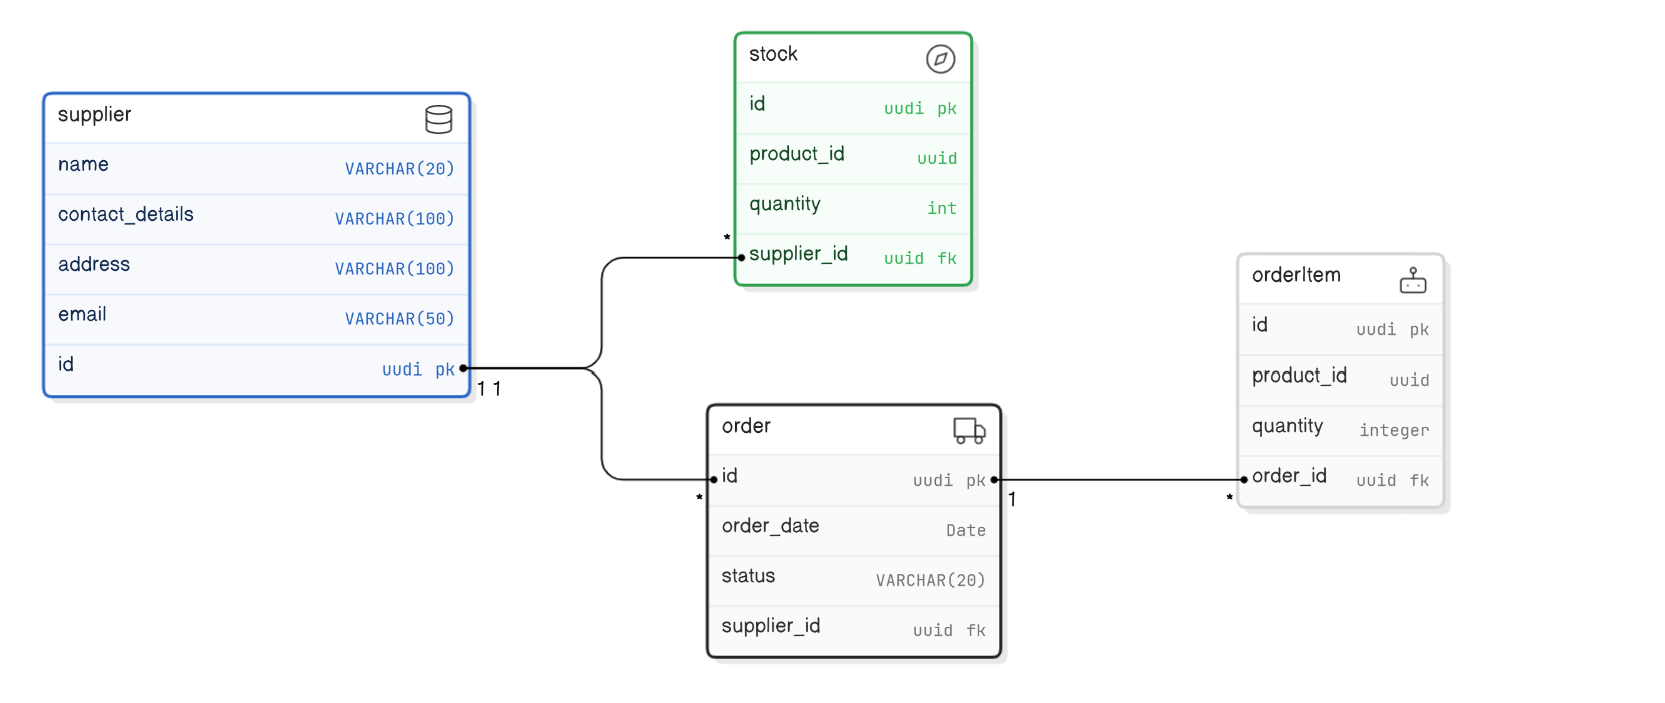 supplier
name VARCHAR(20)
contact_details VARCHAR(100)
address VARCHAR(100)
email VARCHAR(50)
id uudi pk
1 1
stock
id uudi pk
product_id uuid
quantity int
*
supplier_id uuid fk
order
id uudi pk
*
1
order_date Date
status VARCHAR(20)
supplier_id uuid fk
orderItem
id uudi pk
product_id uuid
quantity integer
order_id uuid fk
*